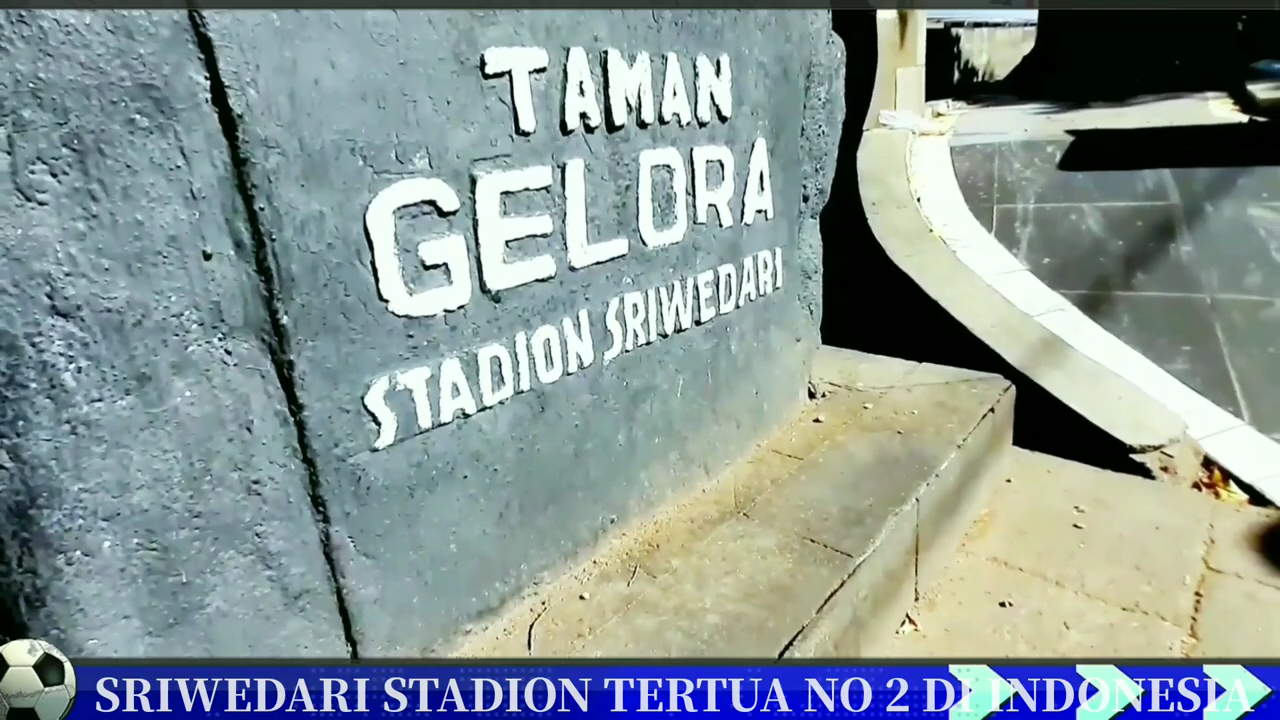 TAMAN
GELORA
STADION SRIWEDARI
SRIWEDARI STADION TERTUA NO 2 DI INDONESIA